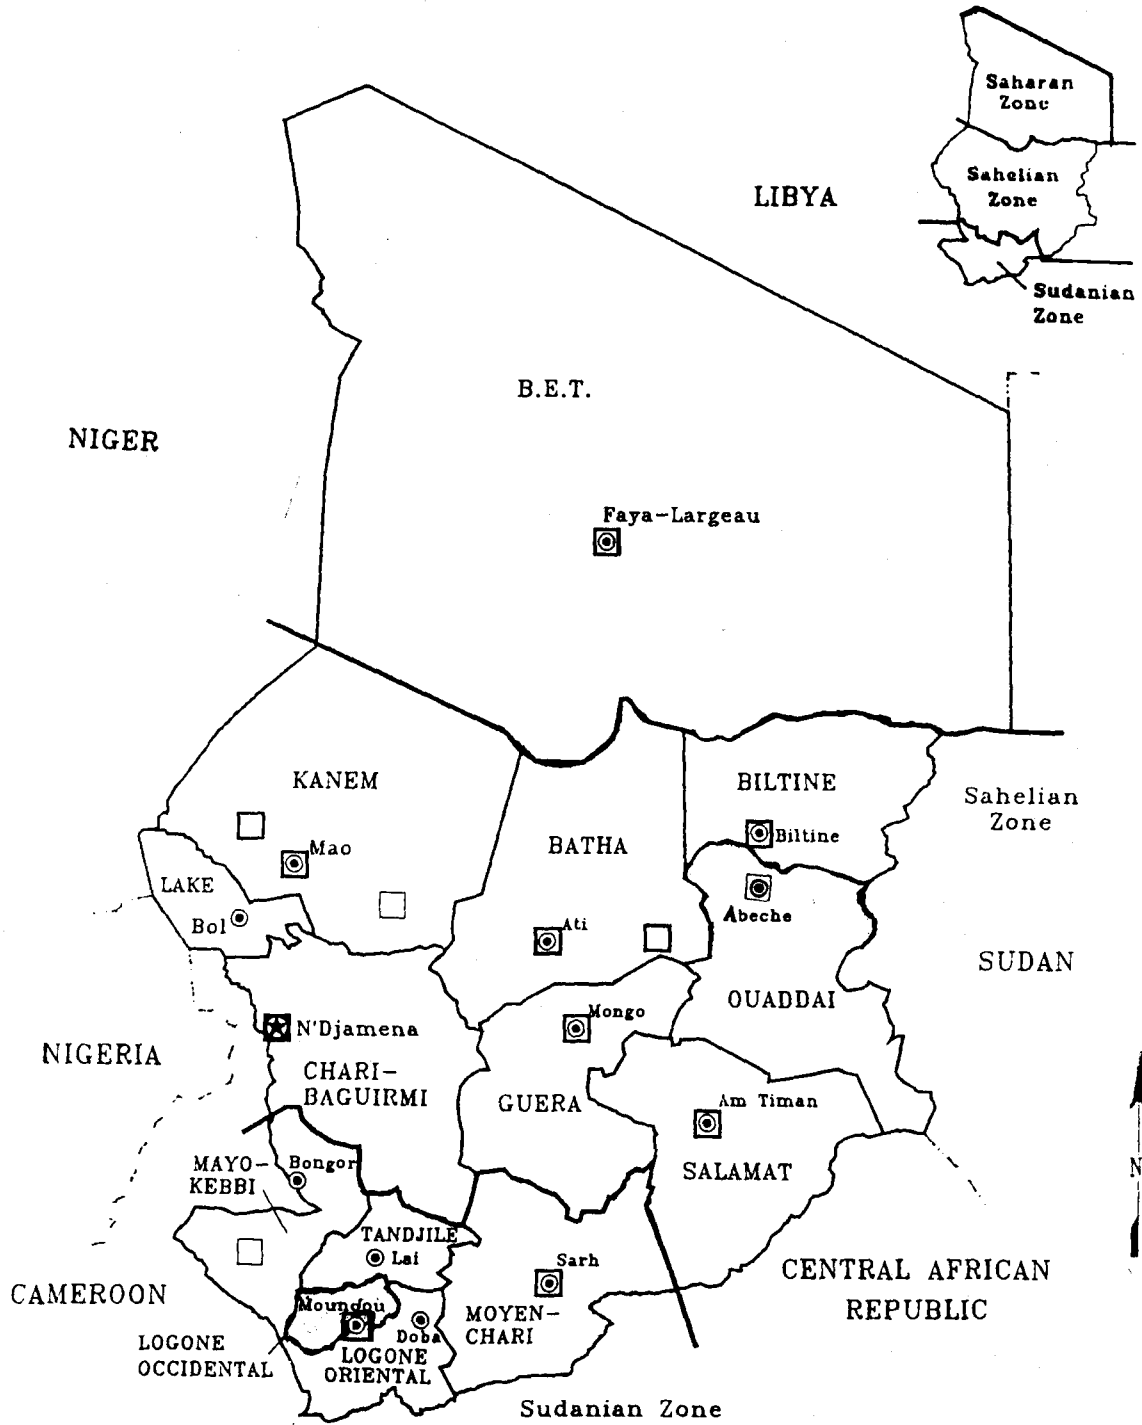 Saharan
Zone
Sahelian
Zone
Sudanian
Zone
LIBYA
B.E.T.
NIGER
Faya-Largeau
KANEM
BILTINE
Sahelian
Zone
Biltine
BATHA
Mao
LAKE
Abeche
Bol
Ati
SUDAN
OUADDAI
Mongo
N'Djamena
NIGERIA
CHARI-
BAGUIRMI
GUERA
Am Timan
MAYO-
KEBBI
Bongor
SALAMAT
N
TANDJILE
Lai
Sarh
CENTRAL AFRICAN
REPUBLIC
CAMEROON
Moundou
MOYEN-
CHARI
Doba
LOGONE
OCCIDENTAL
LOGONE
ORIENTAL
Sudanian Zone